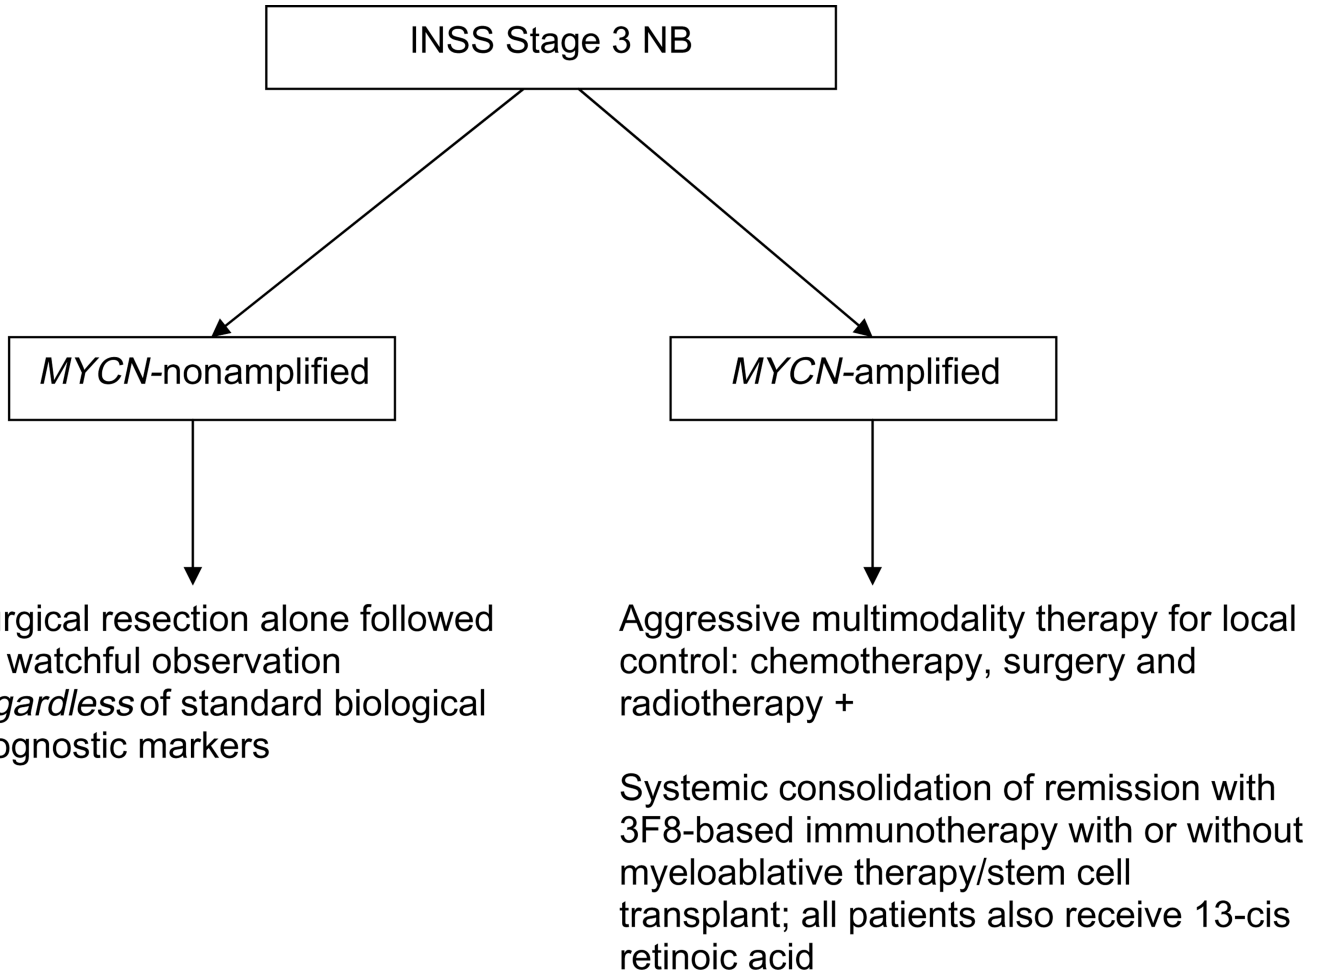 INSS Stage 3 NB
MYCN-nonamplified
MYCN-amplified
urgical resection alone followed
watchful observation
gardless of standard biological
ognostic markers
Aggressive multimodality therapy for local
control: chemotherapy, surgery and
radiotherapy +
Systemic consolidation of remission with
3F8-based immunotherapy with or without
myeloablative therapy/stem cell
transplant; all patients also receive 13-cis
retinoic acid